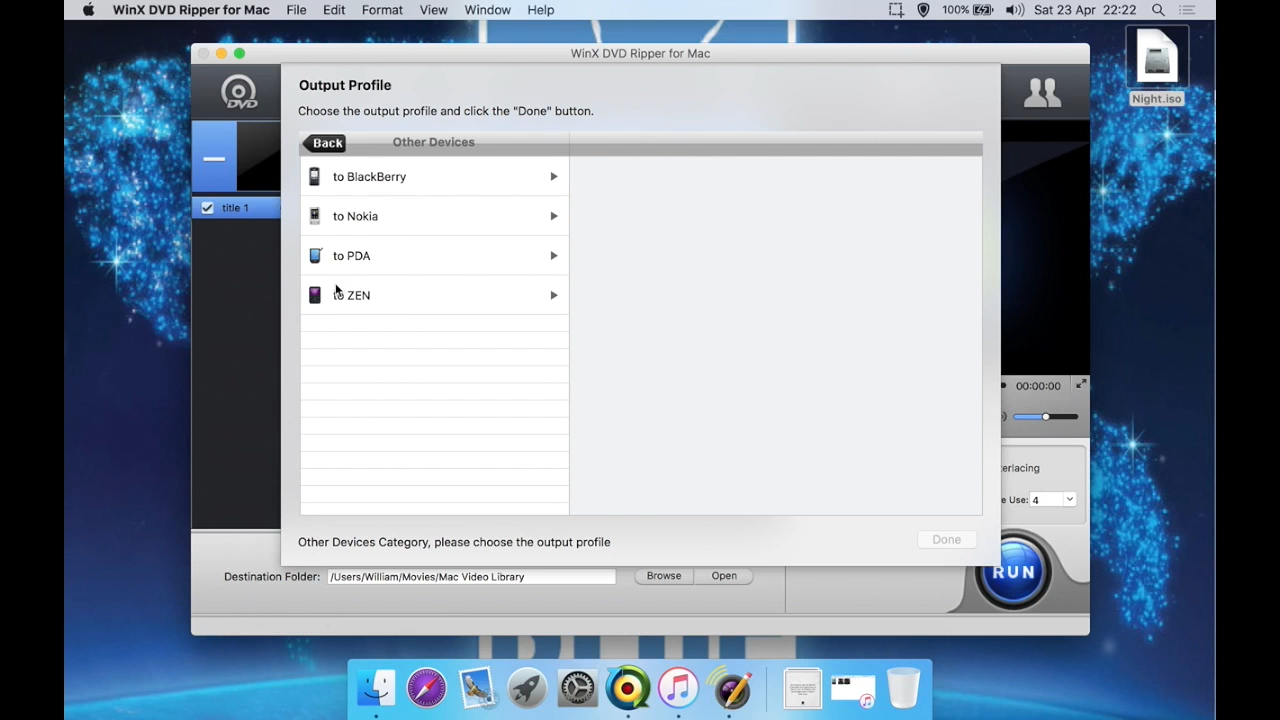 WinX DVD Ripper for Mac File Edit Format View Window Help 100% Sat 23 Apr 22:22
WinX DVD Ripper for Mac
Night.iso
DVD
Output Profile
Choose the output profile and click the "Done" button.
Back Other Devices
to BlackBerry
to Nokia
title 1
to PDA
to ZEN
00:00:00
erlacing
e Use: 4
Other Devices Category, please choose the output profile
Done
Destination Folder: /Users/William/Movies/Mac Video Library Browse Open
RUN